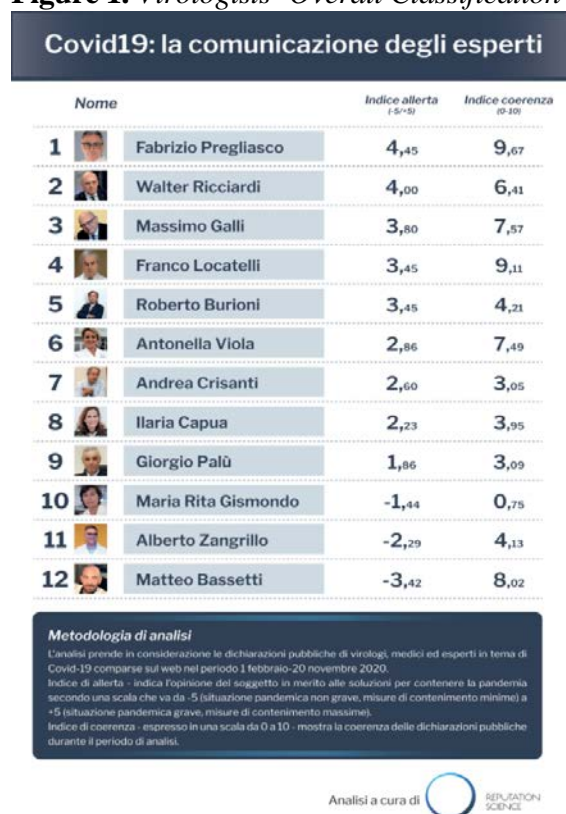 Figure 1. Virologists' Overall Classification
Covid19: la comunicazione degli esperti
Nome Indice allerta Indice coerenza
(-5/+5) (0-10)
1 Fabrizio Pregliasco 4,45 9,67
2 Walter Ricciardi 4,00 6,41
3 Massimo Galli 3,80 7,57
4 Franco Locatelli 3,45 9,11
5 Roberto Burioni 3,45 4,21
6 Antonella Viola 2,86 7,49
7 Andrea Crisanti 2,60 3,05
8 Ilaria Capua 2,23 3,95
9 Giorgio Palù 1,86 3,09
10 Maria Rita Gismondo -1,44 0,75
11 Alberto Zangrillo -2,29 4,13
12 Matteo Bassetti -3,42 8,02
Metodologia di analisi
L'analisi prende in considerazione le dichiarazioni pubbliche di virologi, medici ed esperti in tema di
Covid-19 comparse sul web nel periodo 1 febbraio-20 novembre 2020.
Indice di allerta - indica l'opinione del soggetto in merito alle soluzioni per contenere la pandemia
secondo una scala che va da -5 (situazione pandemica non grave, misure di contenimento minime) a
+5 (situazione pandemica grave, misure di contenimento massime).
Indice di coerenza - espresso in una scala da 0 a 10 - mostra la coerenza delle dichiarazioni pubbliche
durante il periodo di analisi.
Analisi a cura di REPUTATION
SCIENCE